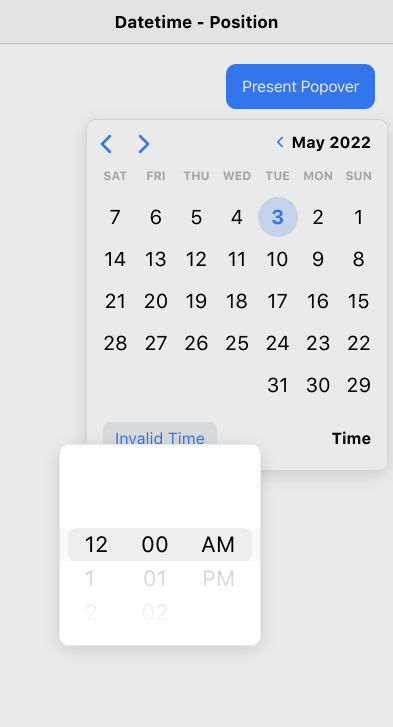 Datetime - Position
Present Popover
May 2022
SAT FRI THU WED TUE MON SUN
7 6 5 4 3 2 1
14 13 12 11 10 9 8
21 20 19 18 17 16 15
28 27 26 25 24 23 22
31 30 29
Invalid Time Time
12 00 AM
1 01 PM
2 02